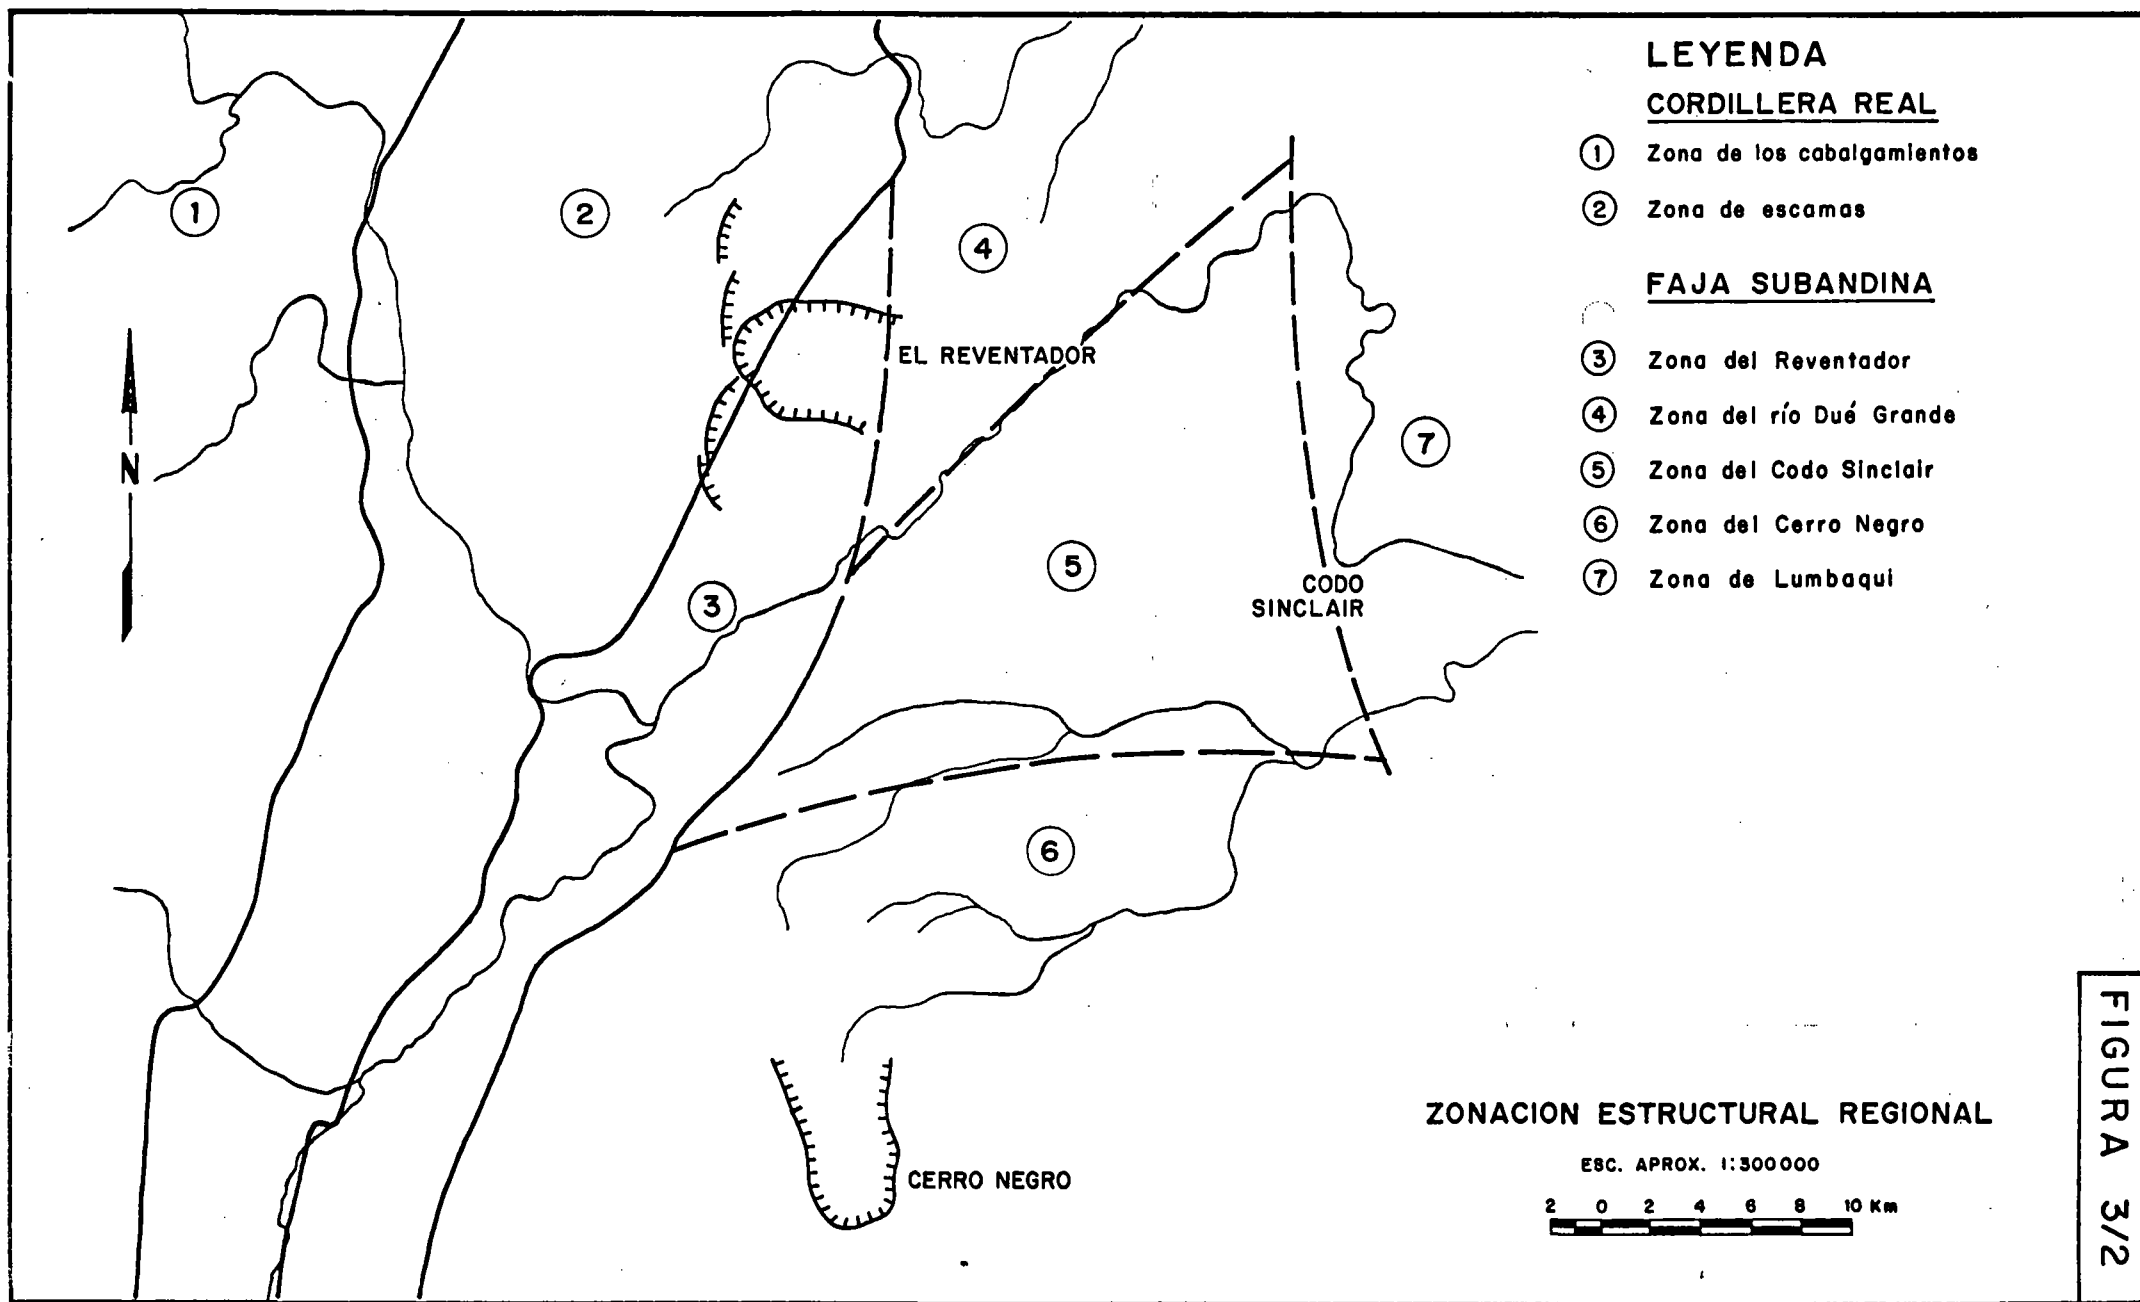 LEYENDA
CORDILLERA REAL
1 Zona de los cabalgamientos
2 Zona de escamas
FAJA SUBANDINA
3 Zona del Reventador
4 Zona del río Dué Grande
5 Zona del Codo Sinclair
6 Zona del Cerro Negro
7 Zona de Lumbaqui
1
2
4
EL REVENTADOR
N
7
5
3
CODO
SINCLAIR
6
CERRO NEGRO
ZONACION ESTRUCTURAL REGIONAL
ESC. APROX. 1:300000
2 0 2 4 6 8 10 Km
FIGURA 3/2